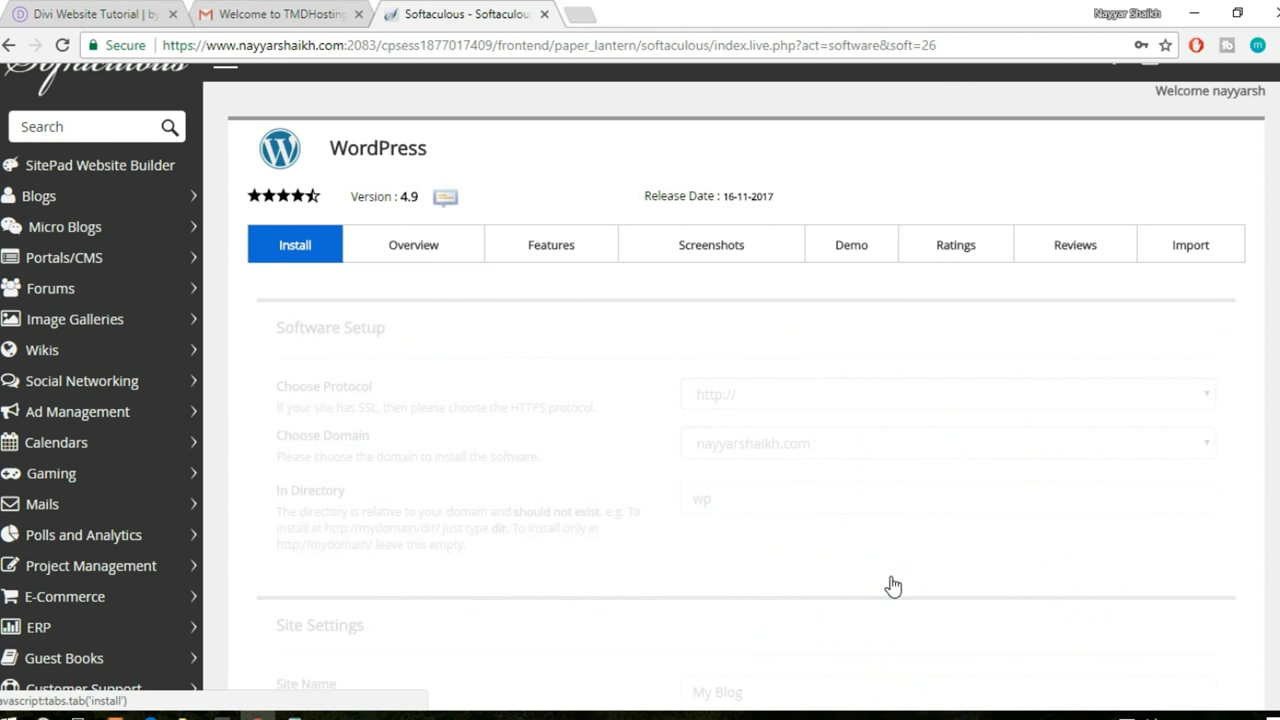 Divi Website Tutorial | by
Welcome to TMDHosting
Softaculous - Softaculous
Nayyar Shaikh
Secure
https://www.nayyarshaikh.com:2083/cpsess1877017409/frontend/paper_lantern/softaculous/index.live.php?act=software&soft=26
Softaculous
Welcome nayyarsh
Search
SitePad Website Builder
Blogs
Micro Blogs
Portals/CMS
Forums
Image Galleries
Wikis
Social Networking
Ad Management
Calendars
Gaming
Mails
Polls and Analytics
Project Management
E-Commerce
ERP
Guest Books
Customer Support
WordPress
Version : 4.9
Release Date : 16-11-2017
Install
Overview
Features
Screenshots
Demo
Ratings
Reviews
Import
Software Setup
Choose Protocol
If your site has SSL, then please choose the HTTPS protocol.
http://
Choose Domain
Please choose the domain to install the software.
nayyarshaikh.com
In Directory
The directory is relative to your domain and should not exist. e.g. To
install at http://mydomain/dir/ just type dir. To install only in
http://mydomain/ leave this empty.
wp
Site Settings
Site Name
My Blog
avascript:tabs.tab('install')